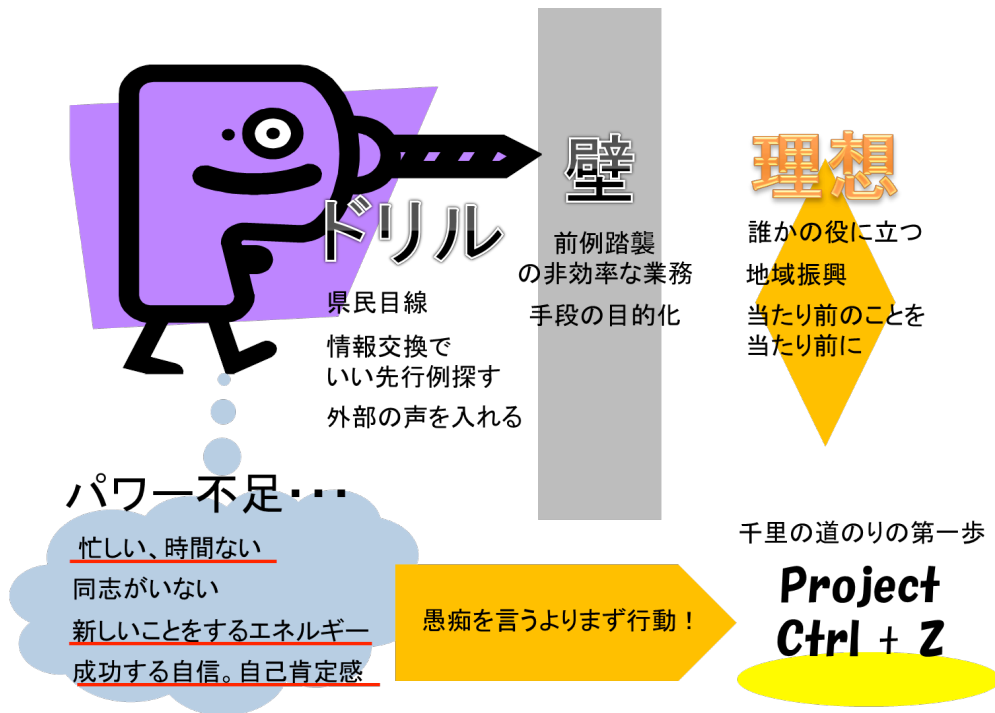 ドリル
県民目線
情報交換で
いい先行例探す
外部の声を入れる
壁
前例踏襲
の非効率な業務
手段の目的化
理想
誰かの役に立つ
地域振興
当たり前のことを
当たり前に
パワー不足・・・
忙しい、時間ない
同志がいない
新しいことをするエネルギー
成功する自信。自己肯定感
愚痴を言うよりまず行動！
千里の道のりの第一歩
Project
Ctrl + Z